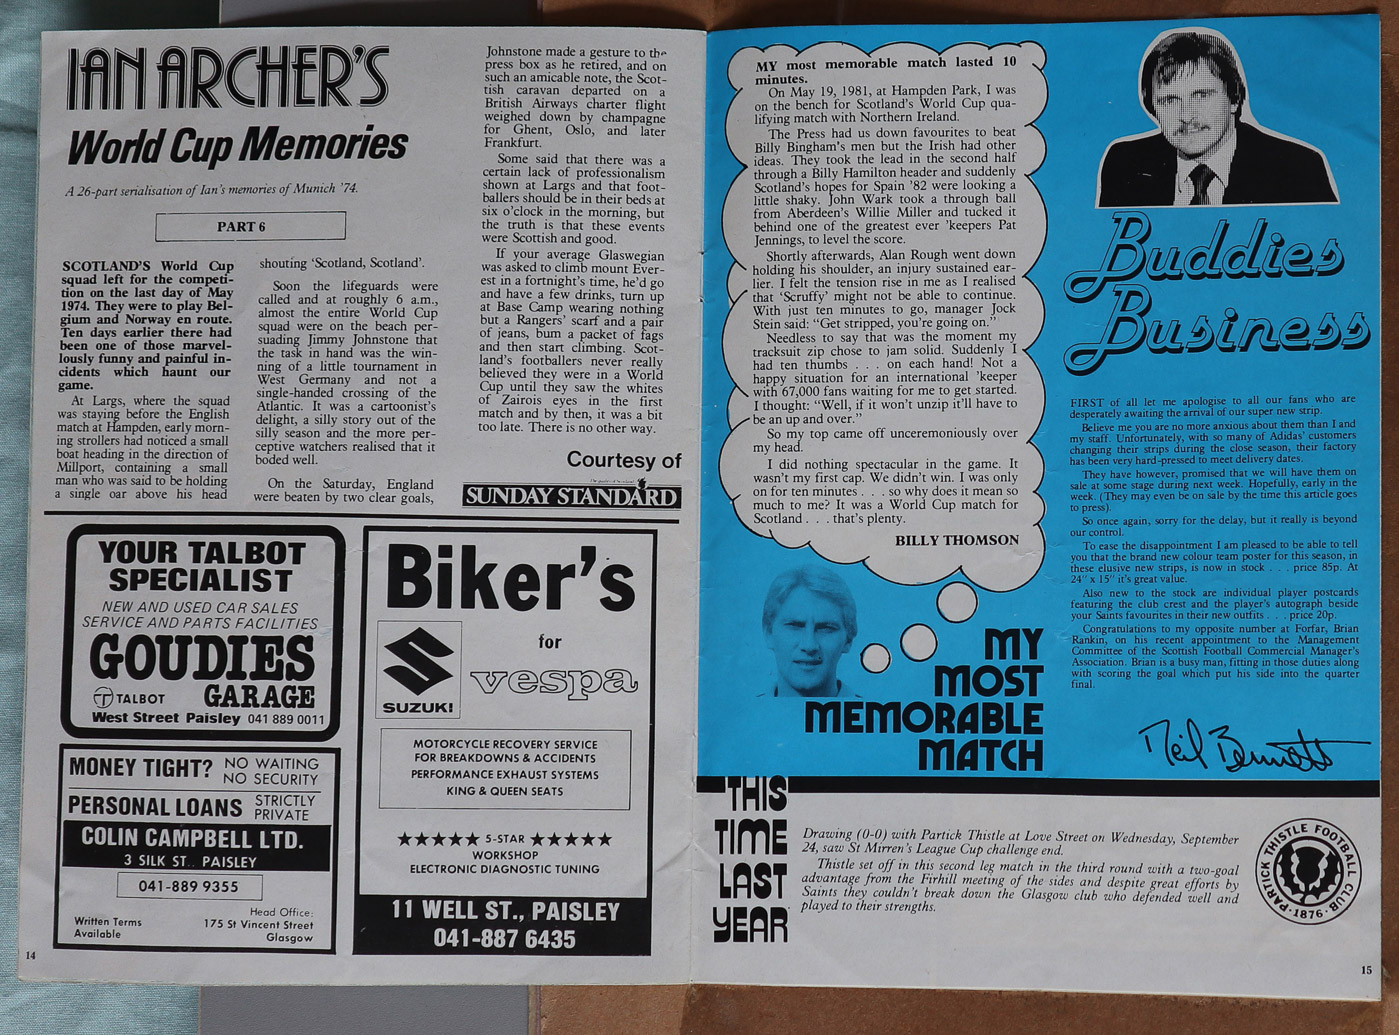 IAN ARCHER'S
World Cup Memories
A 26-part serialisation of Ian's memories of Munich '74.
PART 6
SCOTLAND'S World Cup
squad left for the competi-
tion on the last day of May
1974. They were to play Bel-
gium and Norway en route.
Ten days earlier there had
been one of those marvel-
lously funny and painful in-
cidents which haunt our
game.
At Largs, where the squad
was staying before the English
match at Hampden, early morn-
ing strollers had noticed a small
boat heading in the direction of
Millport, containing a small
man who was said to be holding
a single oar above his head
shouting 'Scotland, Scotland'.
Soon the lifeguards were
called and at roughly 6 a.m.,
almost the entire World Cup
squad were on the beach per-
suading Jimmy Johnstone that
the task in hand was the win-
ning of a little tournament in
West Germany and not a
single-handed crossing of the
Atlantic. It was a cartoonist's
delight, a silly story out of the
silly season and the more per-
ceptive watchers realised that it
boded well.
On the Saturday, England
were beaten by two clear goals,
Johnstone made a gesture to the
press box as he retired, and on
such an amicable note, the Scot-
tish caravan departed on a
British Airways charter flight
weighed down by champagne
for Ghent, Oslo, and later
Frankfurt.
Some said that there was a
certain lack of professionalism
shown at Largs and that foot-
ballers should be in their beds at
six o'clock in the morning, but
the truth is that these events
were Scottish and good.
If your average Glaswegian
was asked to climb mount Ever-
est in a fortnight's time, he'd go
and have a few drinks, turn up
at Base Camp wearing nothing
but a Rangers' scarf and a pair
of jeans, bum a packet of fags
and then start climbing. Scot-
land's footballers never really
believed they were in a World
Cup until they saw the whites
of Zairois eyes in the first
match and by then, it was a bit
too late. There is no other way.
Courtesy of
SUNDAY STANDARD
YOUR TALBOT
SPECIALIST
NEW AND USED CAR SALES
SERVICE AND PARTS FACILITIES
GOUDIES
GARAGE
TALBOT
West Street Paisley 041 889 0011
MONEY TIGHT? NO WAITING
NO SECURITY
PERSONAL LOANS STRICTLY
PRIVATE
COLIN CAMPBELL LTD.
3 SILK ST. PAISLEY
041-889 9355
Written Terms
Available
Head Office:
175 St Vincent Street
Glasgow
Biker's
for
SUZUKI
vespa
MOTORCYCLE RECOVERY SERVICE
FOR BREAKDOWNS & ACCIDENTS
PERFORMANCE EXHAUST SYSTEMS
KING & QUEEN SEATS
★★★★★ 5-STAR ★★★★★
WORKSHOP
ELECTRONIC DIAGNOSTIC TUNING
11 WELL ST., PAISLEY
041-887 6435
14
MY most memorable match lasted 10
minutes.
On May 19, 1981, at Hampden Park, I was
on the bench for Scotland's World Cup qua-
lifying match with Northern Ireland.
The Press had us down favourites to beat
Billy Bingham's men but the Irish had other
ideas. They took the lead in the second half
through a Billy Hamilton header and suddenly
Scotland's hopes for Spain '82 were looking a
little shaky. John Wark took a through ball
from Aberdeen's Willie Miller and tucked it
behind one of the greatest ever 'keepers Pat
Jennings, to level the score.
Shortly afterwards, Alan Rough went down
holding his shoulder, an injury sustained ear-
lier. I felt the tension rise in me as I realised
that 'Scruffy' might not be able to continue.
With just ten minutes to go, manager Jock
Stein said: "Get stripped, you're going on."
Needless to say that was the moment my
tracksuit zip chose to jam solid. Suddenly I
had ten thumbs . . . on each hand! Not a
happy situation for an international 'keeper
with 67,000 fans waiting for me to get started.
I thought: "Well, if it won't unzip it'll have to
be an up and over."
So my top came off unceremoniously over
my head.
I did nothing spectacular in the game. It
wasn't my first cap. We didn't win. I was only
on for ten minutes . . . so why does it mean so
much to me? It was a World Cup match for
Scotland . . . that's plenty.
BILLY THOMSON
MY
MOST
MEMORABLE
MATCH
Buddies
Business
FIRST of all let me apologise to all our fans who are
desperately awaiting the arrival of our super new strip.
Believe me you are no more anxious about them than I and
my staff. Unfortunately, with so many of Adidas' customers
changing their strips during the close season, their factory
has been very hard-pressed to meet delivery dates.
They have however, promised that we will have them on
sale at some stage during next week. Hopefully, early in the
week. (They may even be on sale by the time this article goes
to press).
So once again, sorry for the delay, but it really is beyond
our control.
To ease the disappointment I am pleased to be able to tell
you that the brand new colour team poster for this season, in
these elusive new strips, is now in stock . . . price 85p. At
24" x 15" it's great value.
Also new to the stock are individual player postcards
featuring the club crest and the player's autograph beside
your Saints favourites in their new outfits . . . price 20p.
Congratulations to my opposite number at Forfar, Brian
Rankin, on his recent appointment to the Management
Committee of the Scottish Football Commercial Manager's
Association. Brian is a busy man, fitting in those duties along
with scoring the goal which put his side into the quarter
final.
Neil Bennett
THIS
TIME
LAST
YEAR
Drawing (0-0) with Partick Thistle at Love Street on Wednesday, September
24, saw St Mirren's League Cup challenge end.
Thistle set off in this second leg match in the third round with a two-goal
advantage from the Firhill meeting of the sides and despite great efforts by
Saints they couldn't break down the Glasgow club who defended well and
played to their strengths.
PARTICK THISTLE FOOTBALL CLUB
·1876·
15